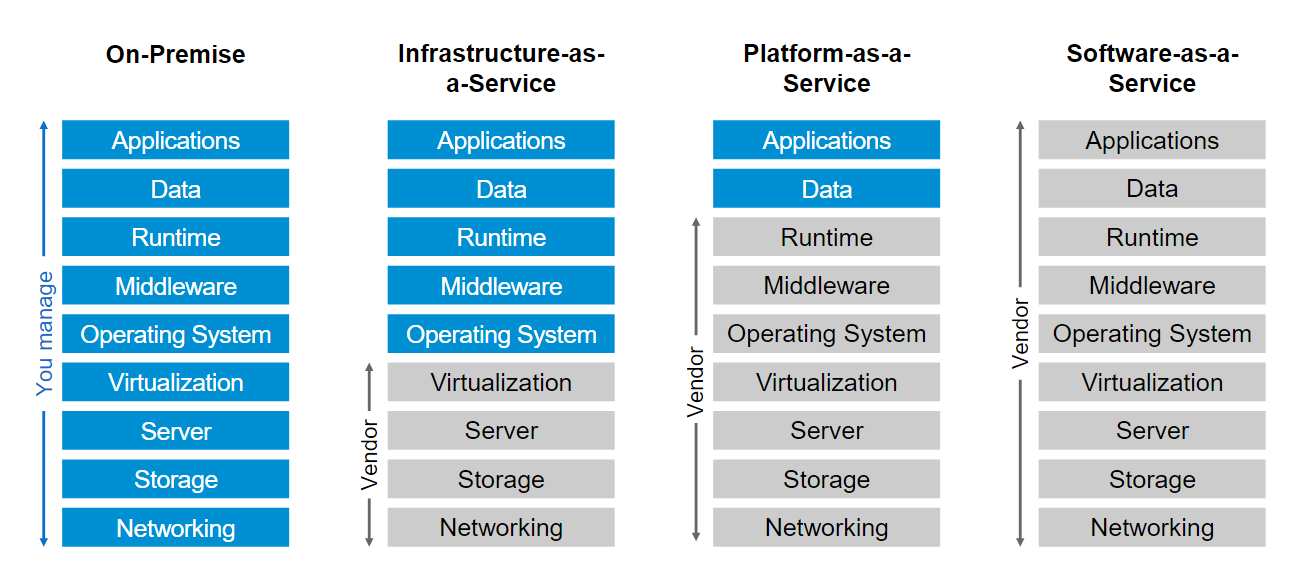 On-Premise
Infrastructure-as-
a-Service
Platform-as-a-
Service
Software-as-a-
Service
You manage
Applications
Data
Runtime
Middleware
Operating System
Virtualization
Server
Storage
Networking
Vendor
Applications
Data
Runtime
Middleware
Operating System
Virtualization
Server
Storage
Networking
Vendor
Applications
Data
Runtime
Middleware
Operating System
Virtualization
Server
Storage
Networking
Vendor
Applications
Data
Runtime
Middleware
Operating System
Virtualization
Server
Storage
Networking